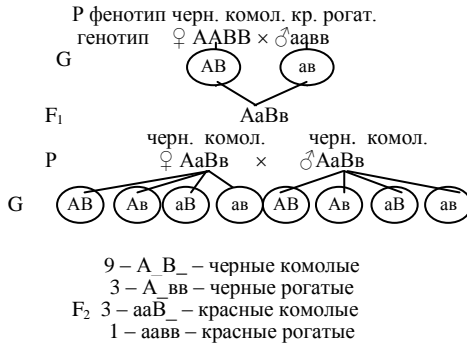 Р фенотип черн. комол. кр. рогат.
генотип ♀ ААВВ × ♂аавв
G АВ ав
F₁ АаВв
черн. комол. черн. комол.
Р ♀ АаВв × ♂АаВв
G АВ Ав аВ ав АВ Ав аВ ав
9 – А_В_ – черные комолые
3 – А_вв – черные рогатые
F₂ 3 – ааВ_ – красные комолые
1 – аавв – красные рогатые